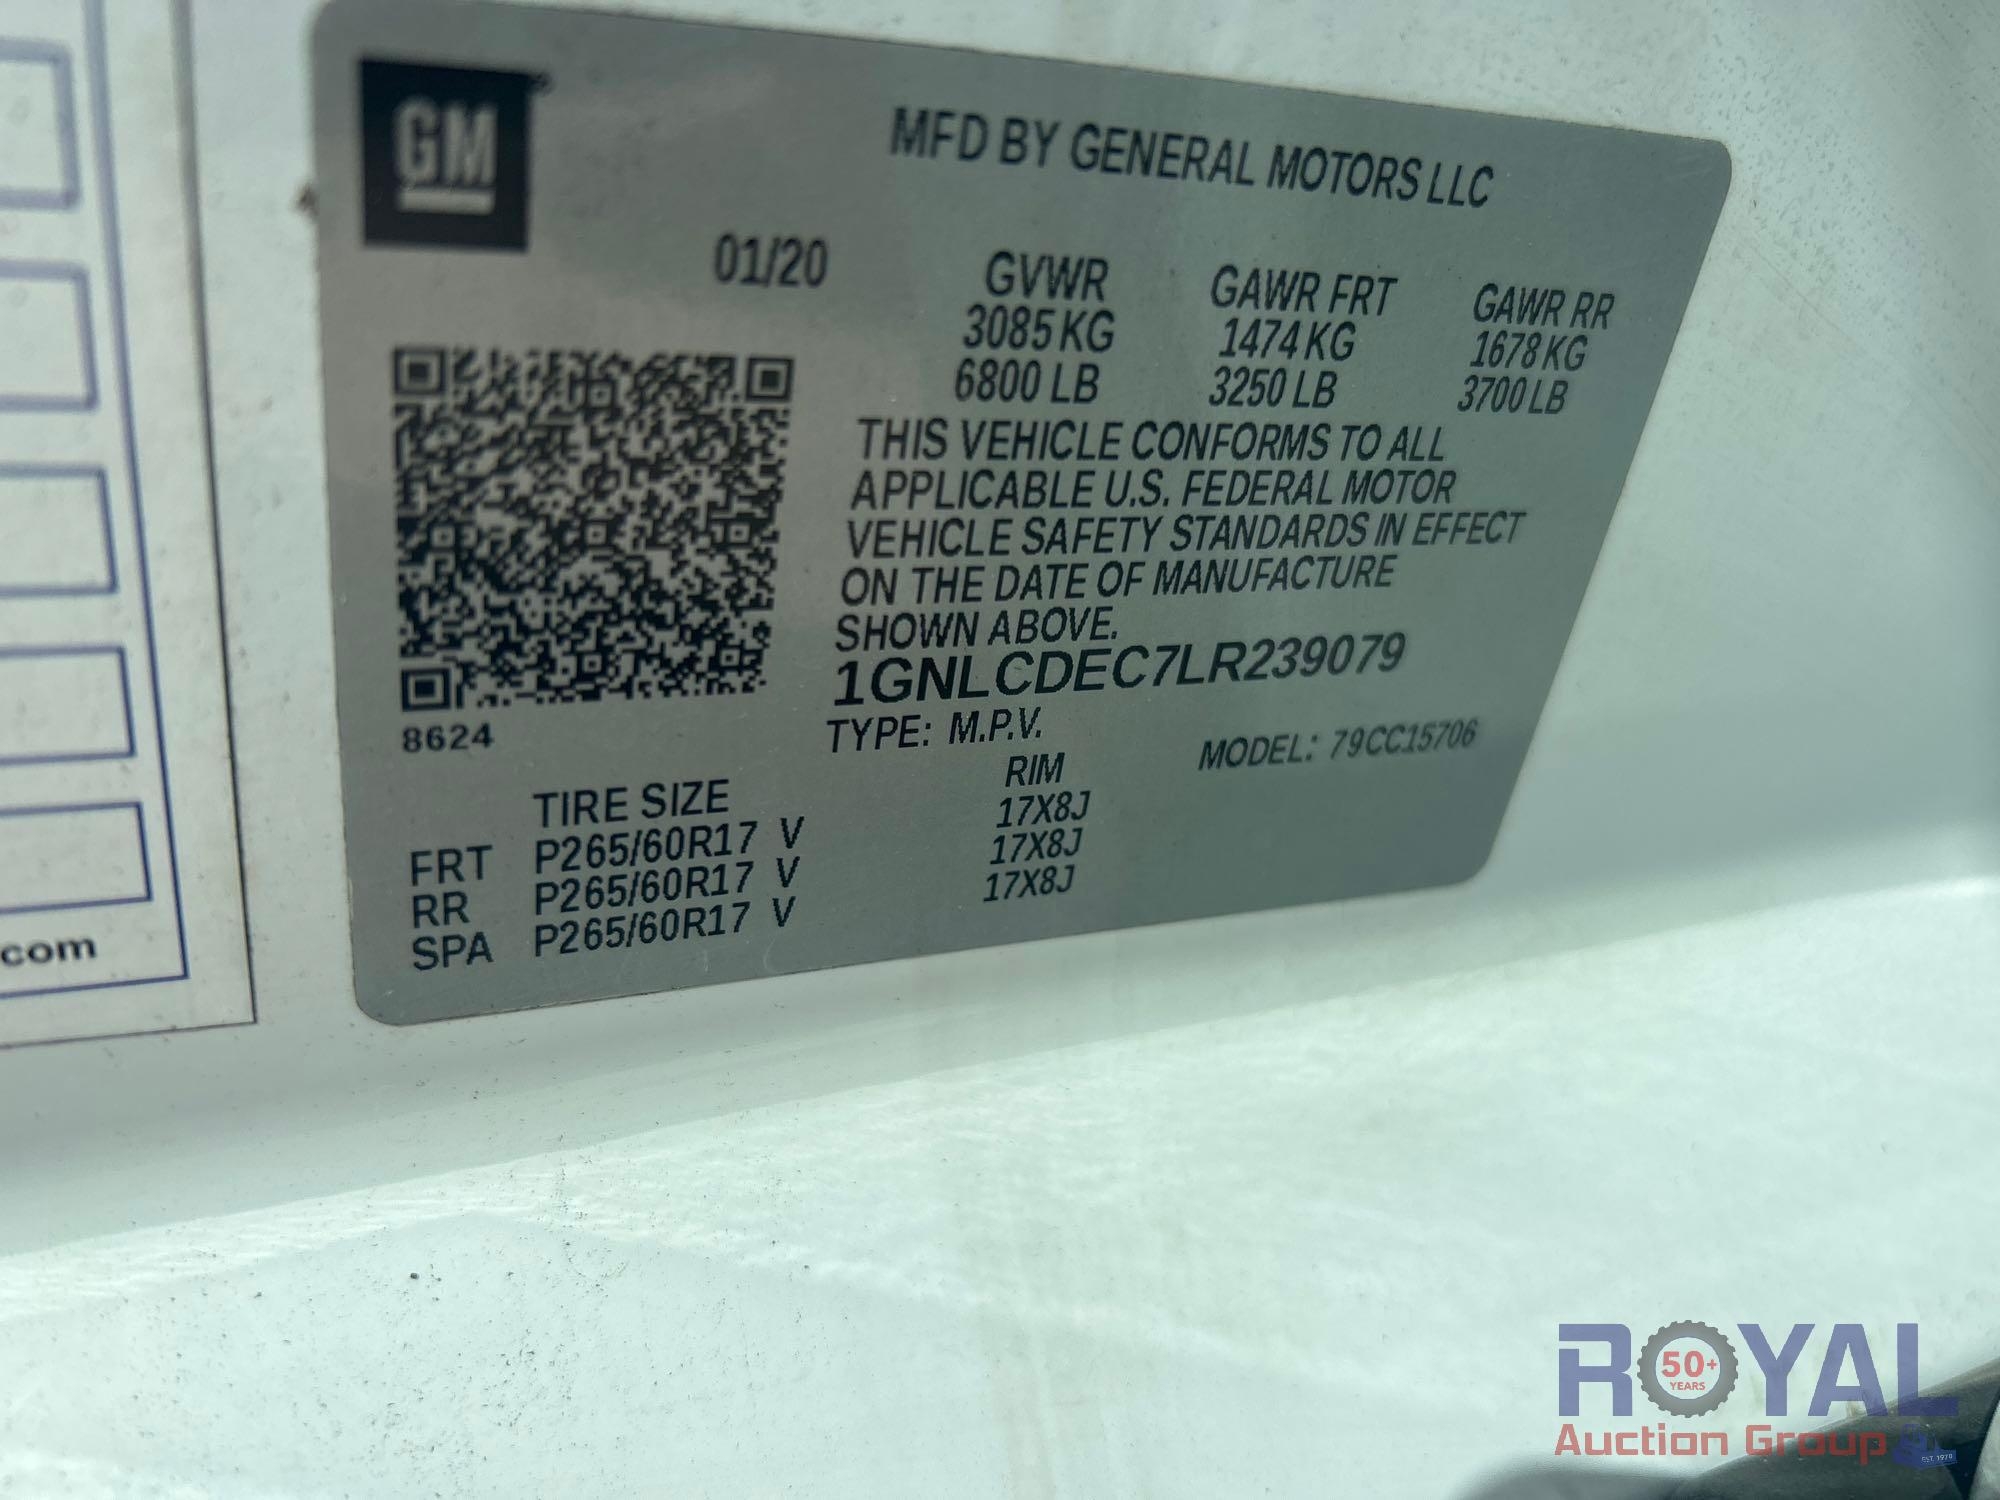 GM
MFD BY GENERAL MOTORS LLC
01/20
GVWR GAWR FRT GAWR RR
3085 KG 1474 KG 1678 KG
6800 LB 3250 LB 3700 LB
THIS VEHICLE CONFORMS TO ALL
APPLICABLE U.S. FEDERAL MOTOR
VEHICLE SAFETY STANDARDS IN EFFECT
ON THE DATE OF MANUFACTURE
SHOWN ABOVE.
1GNLCDEC7LR239079
8624
TYPE: M.P.V. MODEL: 79CC15706
TIRE SIZE RIM
FRT P265/60R17 V 17X8J
RR P265/60R17 V 17X8J
SPA P265/60R17 V 17X8J
.com
ROYAL
50+
YEARS
Auction Group
EST. 1979